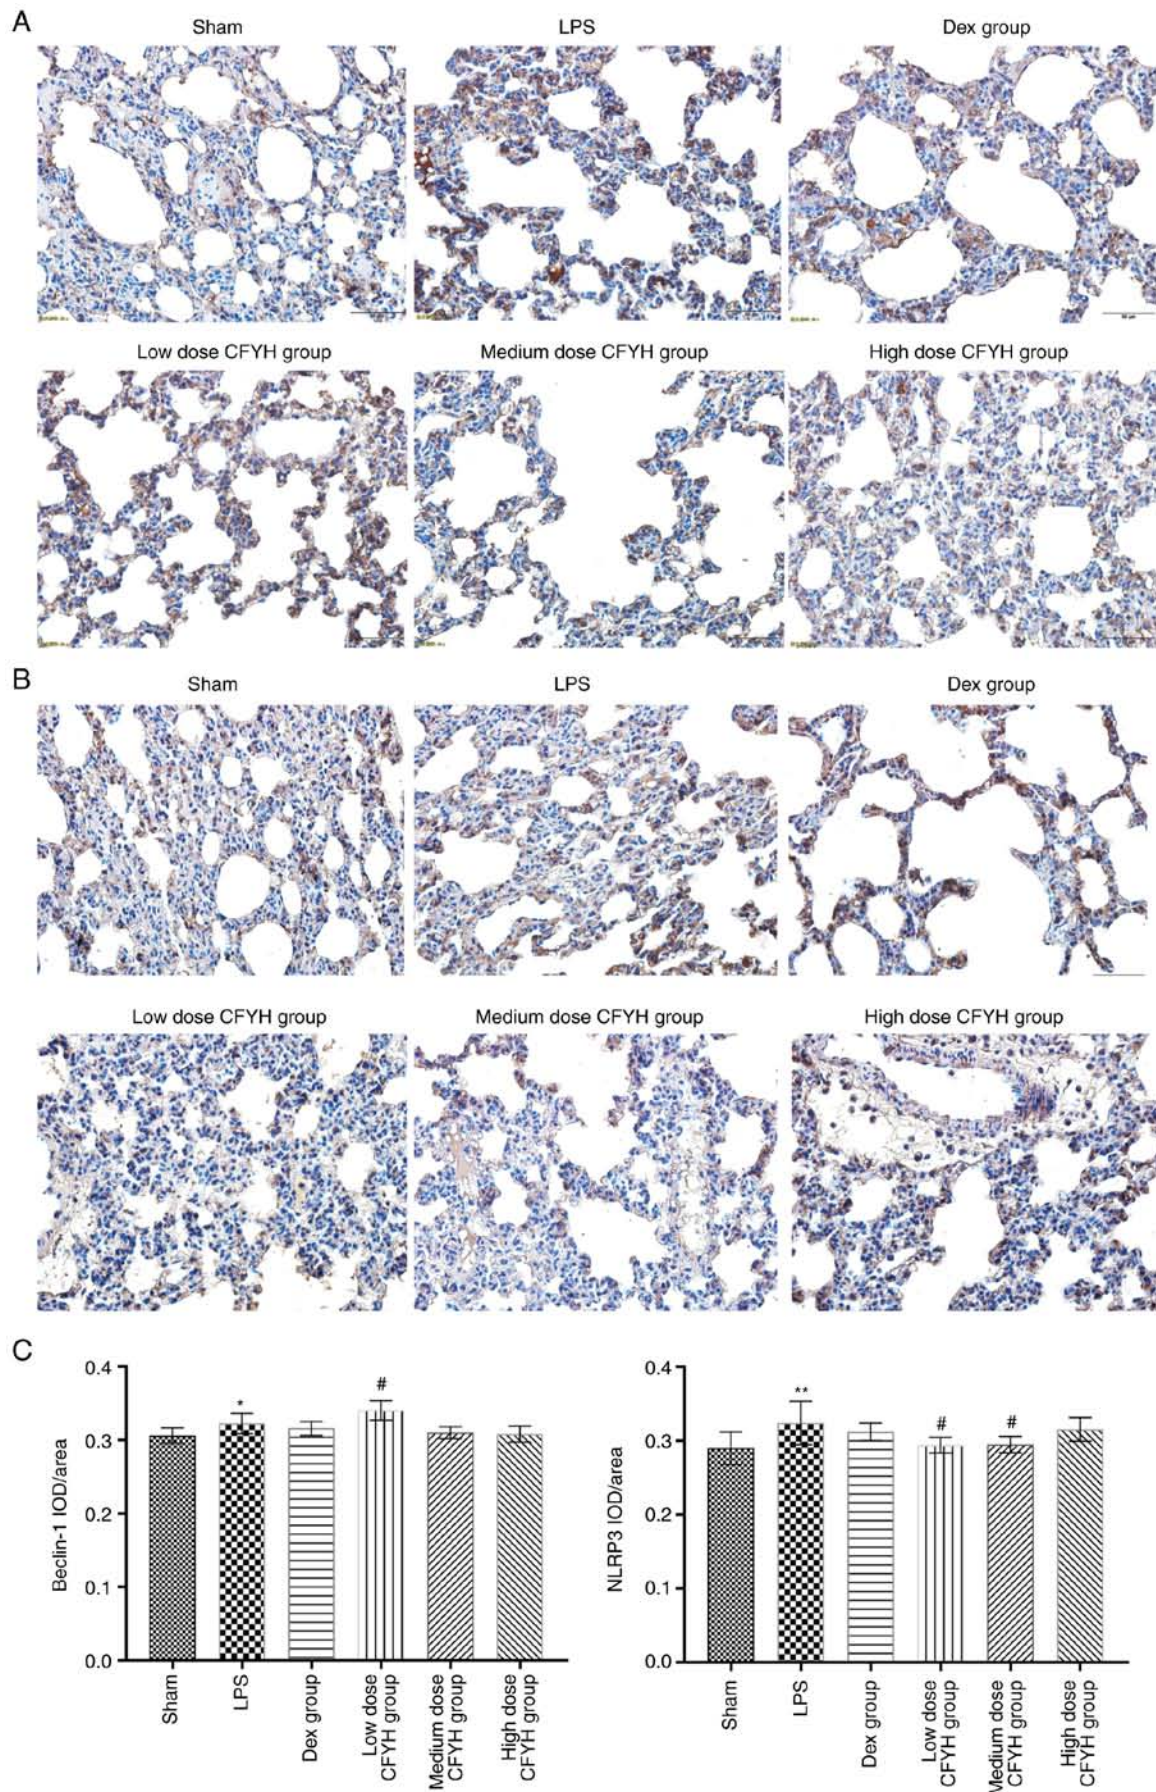 A
Sham
LPS
Dex group
Low dose CFYH group
Medium dose CFYH group
High dose CFYH group
B
Sham
LPS
Dex group
Low dose CFYH group
Medium dose CFYH group
High dose CFYH group
C
Beclin-1 IOD/area
0.4
0.3
0.2
0.1
0.0
*
#
Sham
LPS
Dex group
Low dose
CFYH group
Medium dose
CFYH group
High dose
CFYH group
NLRP3 IOD/area
0.4
0.3
0.2
0.1
0.0
**
#
#
Sham
LPS
Dex group
Low dose
CFYH group
Medium dose
CFYH group
High dose
CFYH group